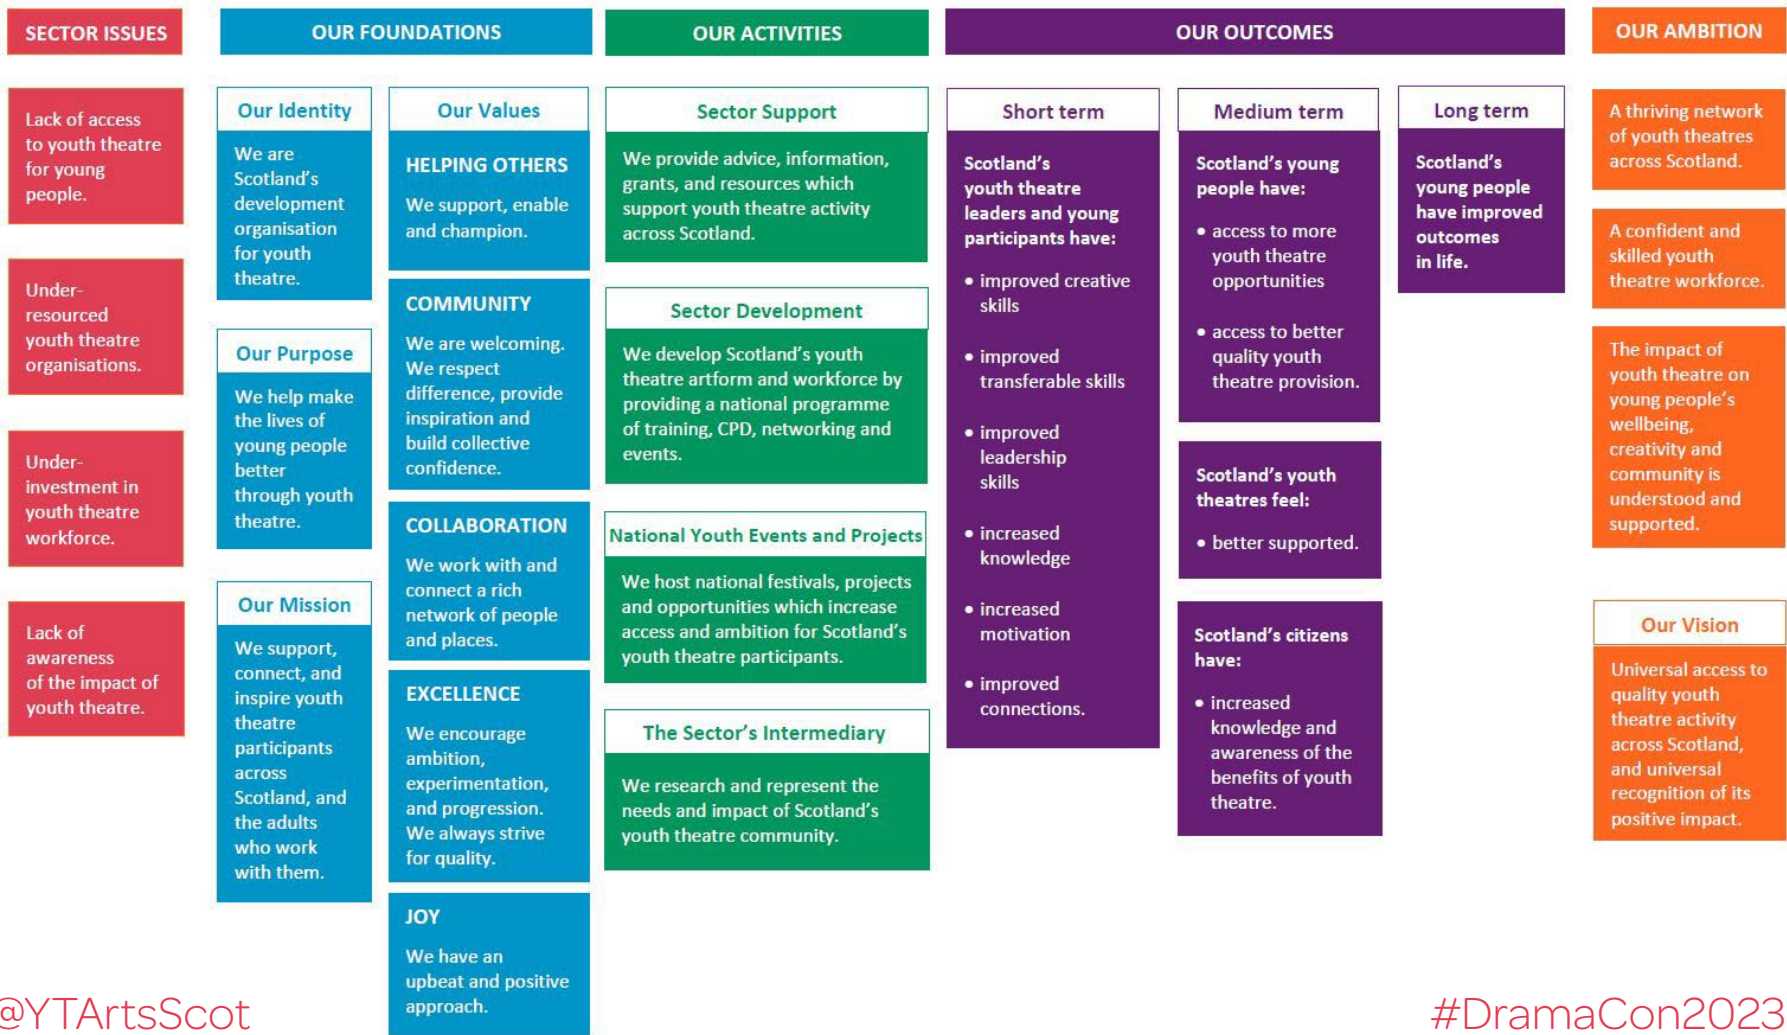 SECTOR ISSUES
Lack of access
to youth theatre
for young
people.
Under-
resourced
youth theatre
organisations.
Under-
investment in
youth theatre
workforce.
Lack of
awareness
of the impact of
youth theatre.
OUR FOUNDATIONS
Our Identity
We are
Scotland's
development
organisation
for youth
theatre.
Our Purpose
We help make
the lives of
young people
better
through youth
theatre.
Our Mission
We support,
connect, and
inspire youth
theatre
participants
across
Scotland, and
the adults
who work
with them.
Our Values
HELPING OTHERS
We support, enable
and champion.
COMMUNITY
We are welcoming.
We respect
difference, provide
inspiration and
build collective
confidence.
COLLABORATION
We work with and
connect a rich
network of people
and places.
EXCELLENCE
We encourage
ambition,
experimentation,
and progression.
We always strive
for quality.
JOY
We have an
upbeat and positive
approach.
OUR ACTIVITIES
Sector Support
We provide advice, information,
grants, and resources which
support youth theatre activity
across Scotland.
Sector Development
We develop Scotland's youth
theatre artform and workforce by
providing a national programme
of training, CPD, networking and
events.
National Youth Events and Projects
We host national festivals, projects
and opportunities which increase
access and ambition for Scotland's
youth theatre participants.
The Sector's Intermediary
We research and represent the
needs and impact of Scotland's
youth theatre community.
OUR OUTCOMES
Short term
Scotland's
youth theatre
leaders and young
participants have:
• improved creative
skills
• improved
transferable skills
• improved
leadership
skills
• increased
knowledge
• increased
motivation
• improved
connections.
Medium term
Scotland's young
people have:
• access to more
youth theatre
opportunities
• access to better
quality youth
theatre provision.
Scotland's youth
theatres feel:
• better supported.
Scotland's citizens
have:
• increased
knowledge and
awareness of the
benefits of youth
theatre.
Long term
Scotland's
young people
have improved
outcomes
in life.
OUR AMBITION
A thriving network
of youth theatres
across Scotland.
A confident and
skilled youth
theatre workforce.
The impact of
youth theatre on
young people's
wellbeing,
creativity and
community is
understood and
supported.
Our Vision
Universal access to
quality youth
theatre activity
across Scotland,
and universal
recognition of its
positive impact.
@YTArtsScot
#DramaCon2023